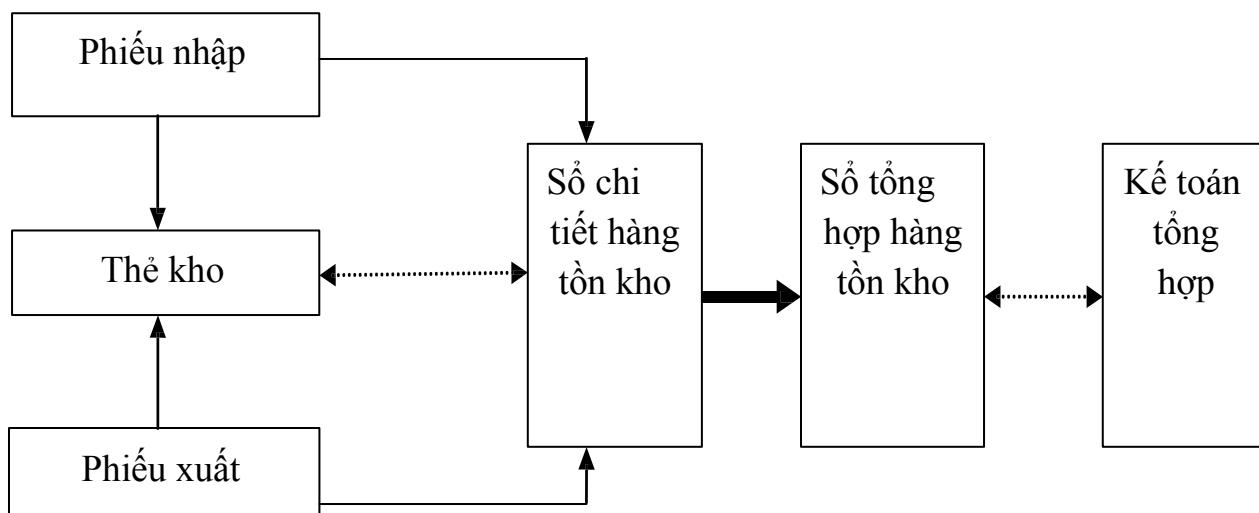 Phiếu nhập
Thẻ kho
Phiếu xuất
Sổ chi
tiết hàng
tồn kho
Sổ tổng
hợp hàng
tồn kho
Kế toán
tổng
hợp